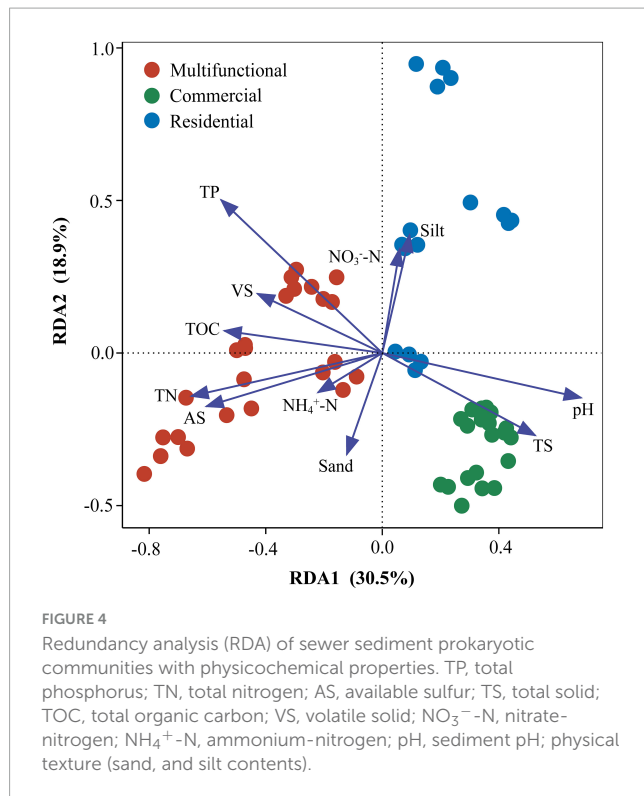 1.0
Multifunctional
Commercial
Residential
TP
0.5
Silt
NO₃⁻-N
VS
RDA2 (18.9%)
TOC
0.0
TN
AS
NH₄⁺-N
pH
TS
Sand
-0.5
-0.8 -0.4 0.0 0.4
RDA1 (30.5%)
FIGURE 4
Redundancy analysis (RDA) of sewer sediment prokaryotic
communities with physicochemical properties. TP, total
phosphorus; TN, total nitrogen; AS, available sulfur; TS, total solid;
TOC, total organic carbon; VS, volatile solid; NO₃⁻-N, nitrate-
nitrogen; NH₄⁺-N, ammonium-nitrogen; pH, sediment pH; physical
texture (sand, and silt contents).